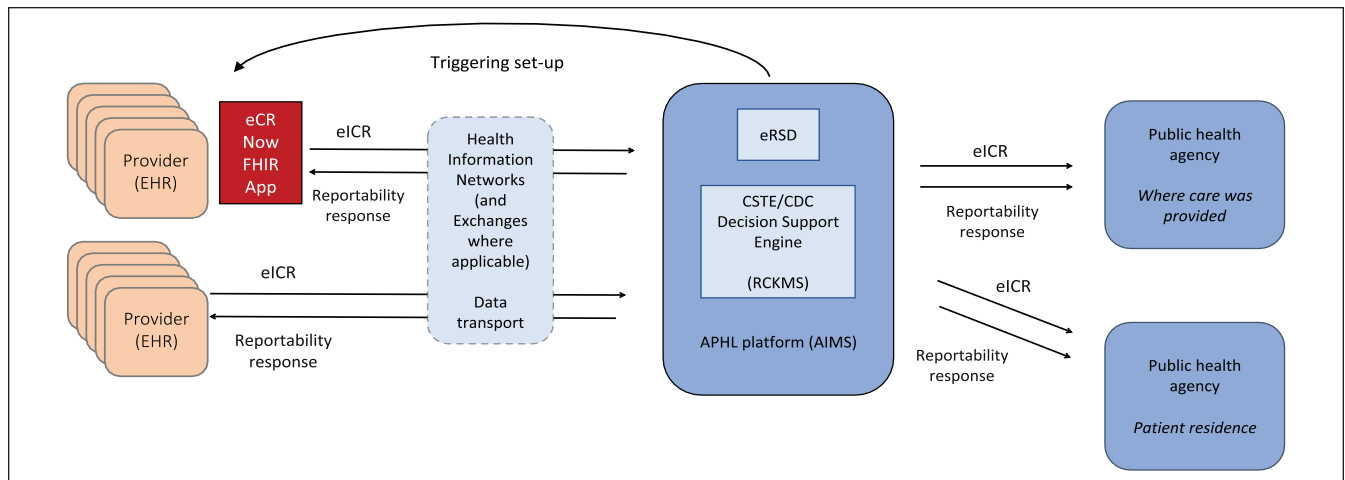 Triggering set-up
Provider
(EHR)
eCR
Now
FHIR
App
eICR
Reportability
response
Provider
(EHR)
eICR
Reportability
response
Health
Information
Networks
(and
Exchanges
where
applicable)
Data
transport
eRSD
CSTE/CDC
Decision Support
Engine
(RCKMS)
APHL platform (AIMS)
eICR
Reportability
response
eICR
Reportability
response
Public health
agency
Where care was
provided
Public health
agency
Patient residence